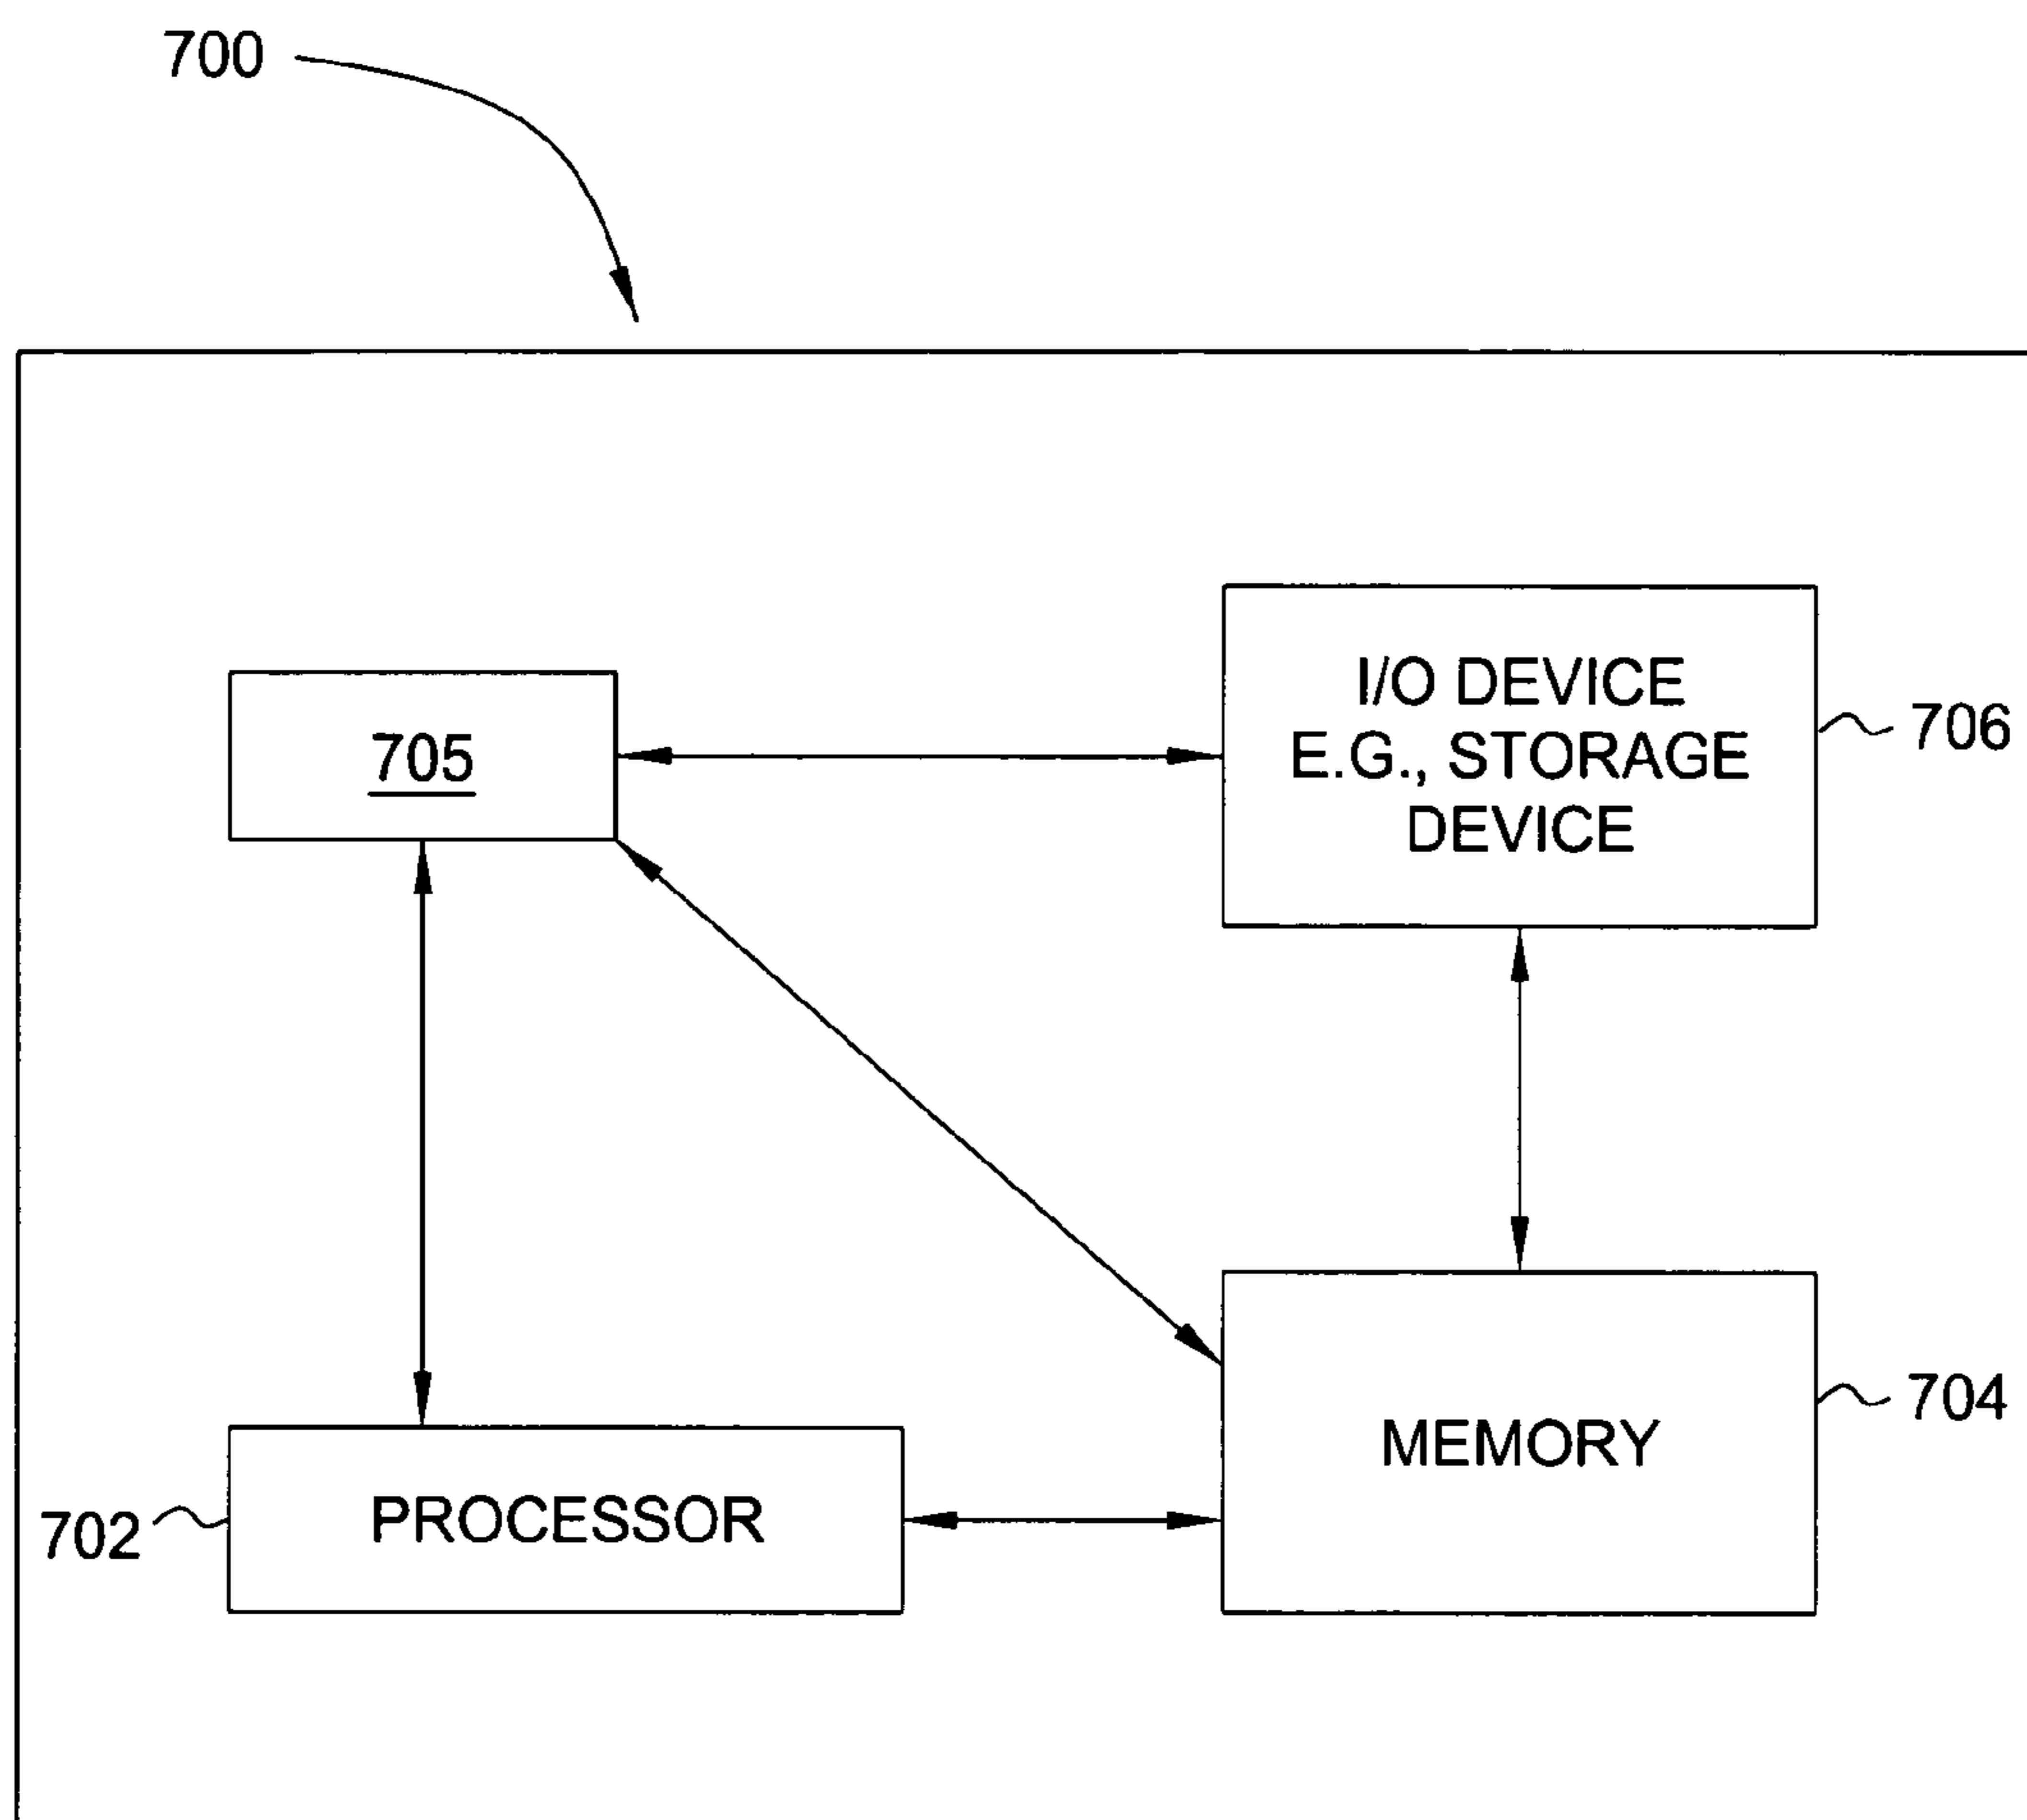 700
705
I/O DEVICE
E.G., STORAGE
DEVICE
706
MEMORY
704
702
PROCESSOR